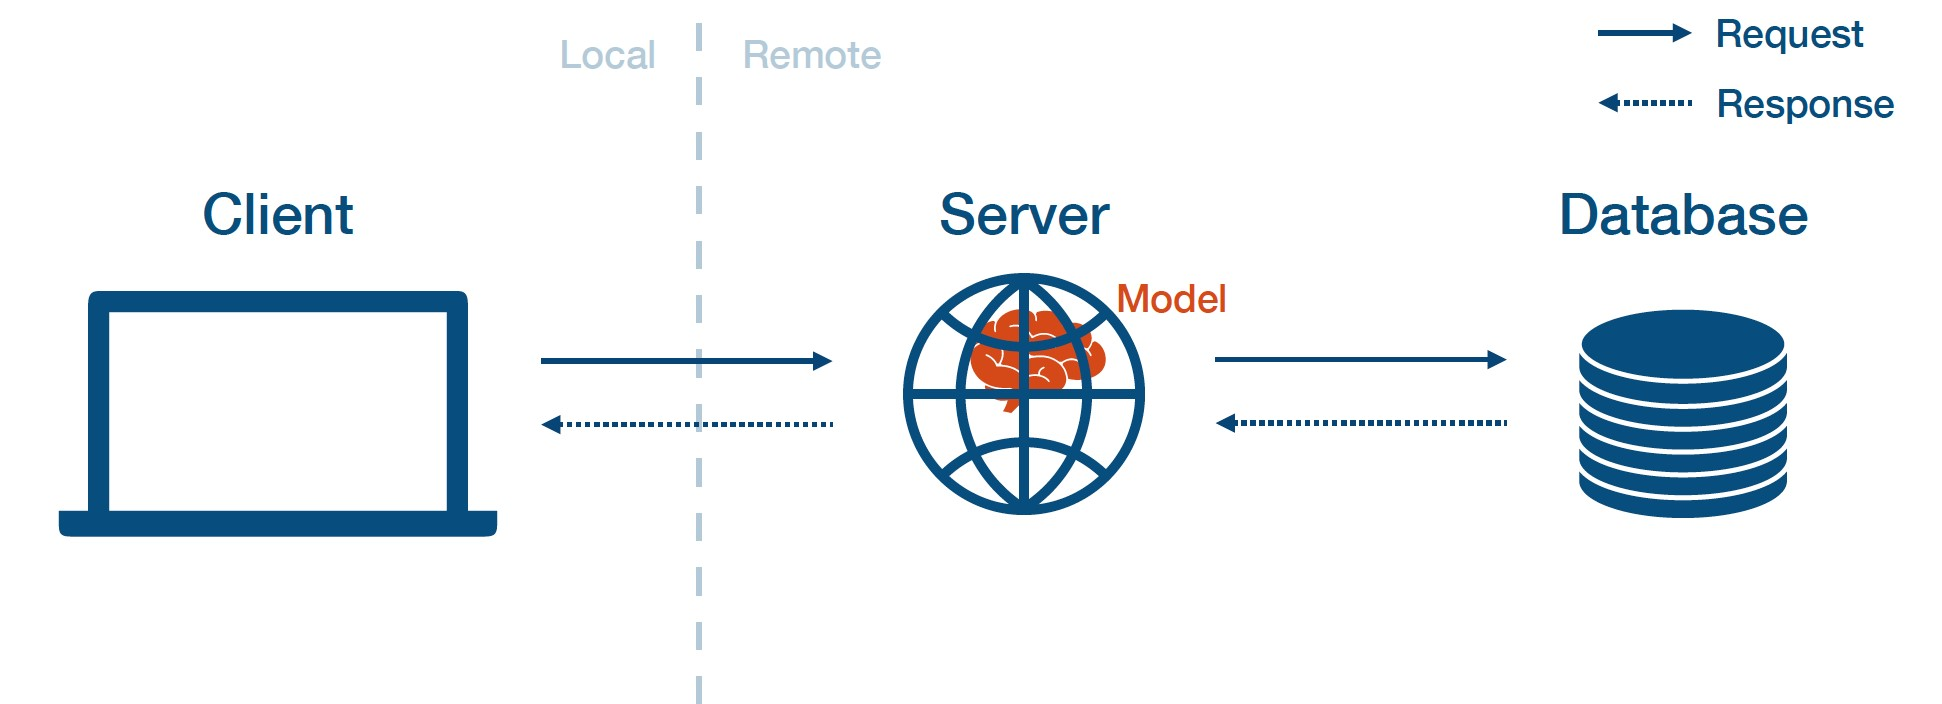 Local
Remote
Request
Response
Client
Server
Database
Model